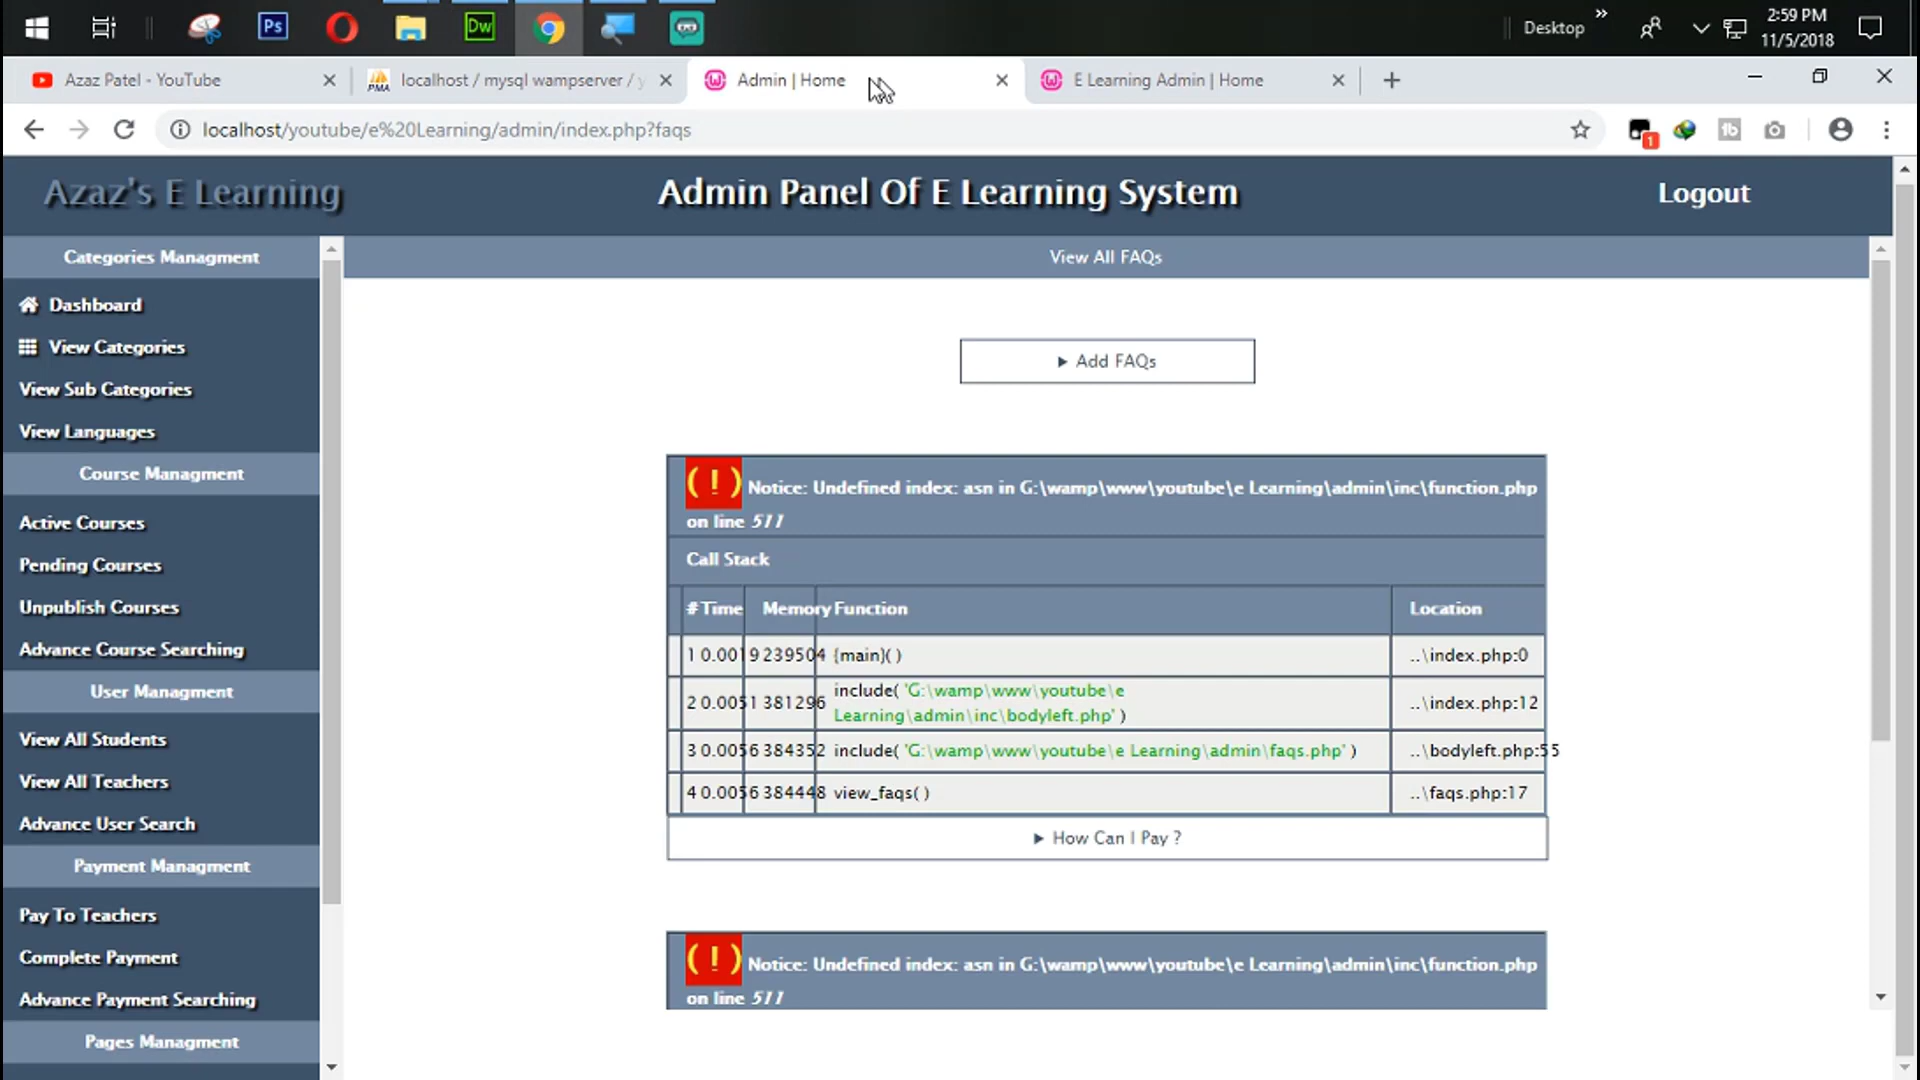 Ps
Dw
Desktop
»
2:59 PM
11/5/2018
Azaz Patel - YouTube
PMA
localhost / mysql wampserver / y
Admin | Home
E Learning Admin | Home
localhost/youtube/e%20Learning/admin/index.php?faqs
1
Azaz's E Learning
Admin Panel Of E Learning System
Logout
Categories Managment
Dashboard
View Categories
View Sub Categories
View Languages
Course Managment
Active Courses
Pending Courses
Unpublish Courses
Advance Course Searching
User Managment
View All Students
View All Teachers
Advance User Search
Payment Managment
Pay To Teachers
Complete Payment
Advance Payment Searching
Pages Managment
View All FAQs
▶ Add FAQs
( ! ) Notice: Undefined index: asn in G:\wamp\www\youtube\e Learning\admin\inc\function.php
on line 511
Call Stack
# Time Memory Function Location
1 0.0019 239504 {main}( ) ..\index.php:0
2 0.0051 381296 include( 'G:\wamp\www\youtube\e
Learning\admin\inc\bodyleft.php' ) ..\index.php:12
3 0.0056 384352 include( 'G:\wamp\www\youtube\e Learning\admin\faqs.php' ) ..\bodyleft.php:55
4 0.0056 384448 view_faqs( ) ..\faqs.php:17
▶ How Can I Pay ?
( ! ) Notice: Undefined index: asn in G:\wamp\www\youtube\e Learning\admin\inc\function.php
on line 511